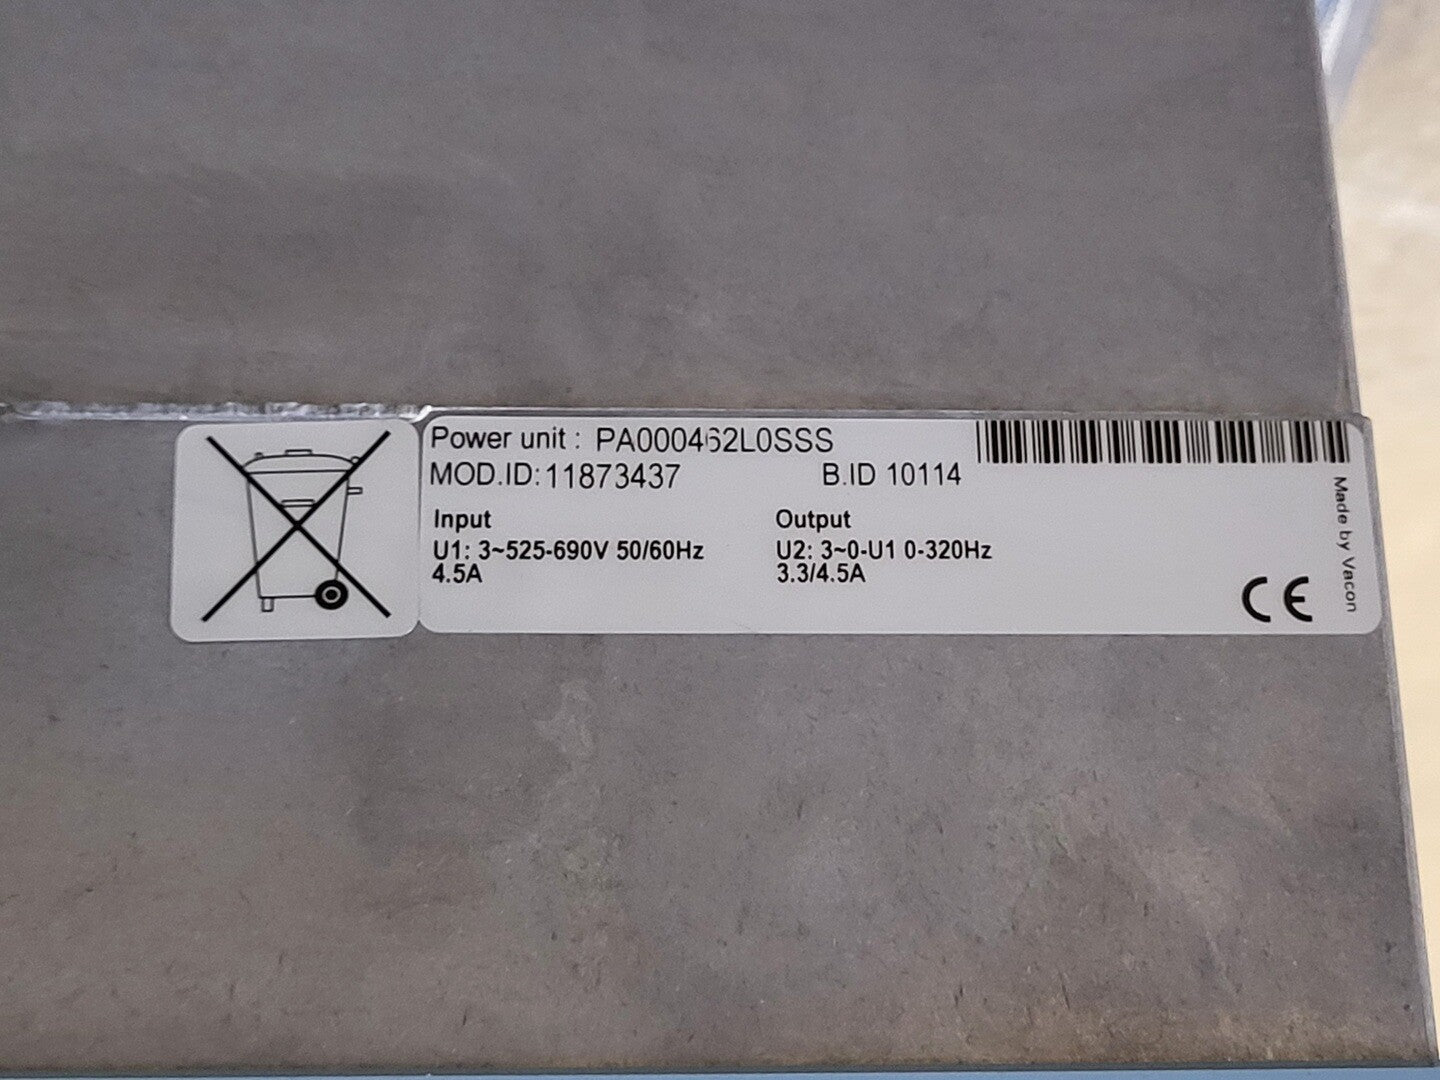 Power unit : PA000462L0SSS
MOD.ID:11873437 B.ID 10114
Input
U1: 3~525-690V 50/60Hz
4.5A
Output
U2: 3~0-U1 0-320Hz
3.3/4.5A
CE
Made by Vacon